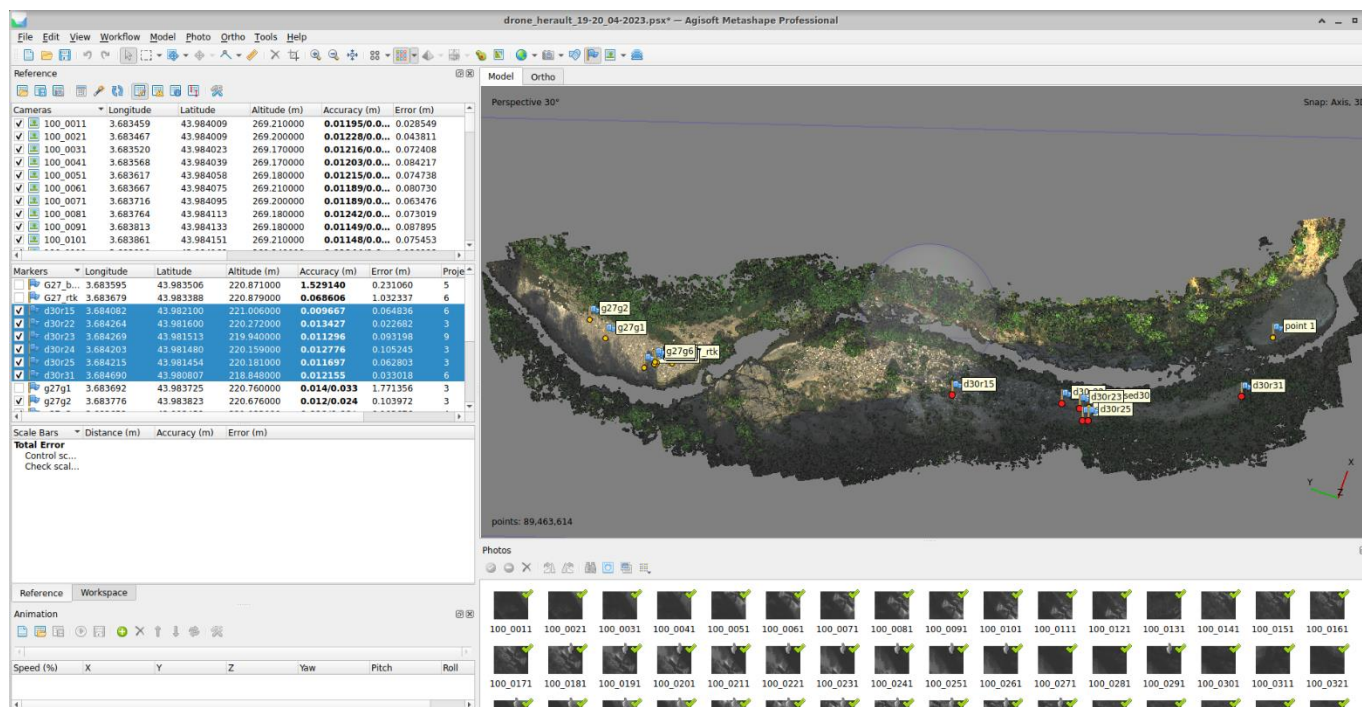 drone_herault_19-20_04-2023.psx* — Agisoft Metashape Professional
File Edit View Workflow Model Photo Ortho Tools Help
Reference
Cameras Longitude Latitude Altitude (m) Accuracy (m) Error (m)
100_0011 3.683459 43.984009 269.210000 0.01195/0.0... 0.028549
100_0021 3.683467 43.984009 269.200000 0.01228/0.0... 0.043811
100_0031 3.683520 43.984023 269.170000 0.01216/0.0... 0.072408
100_0041 3.683568 43.984039 269.170000 0.01203/0.0... 0.084217
100_0051 3.683617 43.984058 269.180000 0.01215/0.0... 0.074738
100_0061 3.683667 43.984075 269.210000 0.01189/0.0... 0.080730
100_0071 3.683716 43.984095 269.200000 0.01189/0.0... 0.063476
100_0081 3.683764 43.984113 269.180000 0.01242/0.0... 0.073019
100_0091 3.683813 43.984133 269.180000 0.01149/0.0... 0.087895
100_0101 3.683861 43.984151 269.210000 0.01148/0.0... 0.075453
Markers Longitude Latitude Altitude (m) Accuracy (m) Error (m) Proje
G27_b... 3.683595 43.983506 220.871000 1.529140 0.231060 5
G27_rtk 3.683679 43.983388 220.879000 0.068606 1.032337 6
d30r15 3.684082 43.982100 221.006000 0.009667 0.064836 6
d30r22 3.684264 43.981600 220.272000 0.013427 0.022682 3
d30r23 3.684269 43.981513 219.940000 0.011296 0.093198 9
d30r24 3.684203 43.981480 220.159000 0.012776 0.105245 3
d30r25 3.684215 43.981454 220.181000 0.011697 0.062803 3
d30r31 3.684690 43.980807 218.848000 0.012155 0.033018 6
g27g1 3.683692 43.983725 220.760000 0.014/0.033 1.771356 3
g27g2 3.683776 43.983823 220.676000 0.012/0.024 0.103972 3
Scale Bars Distance (m) Accuracy (m) Error (m)
Total Error
Control sc...
Check scal...
Reference Workspace
Animation
Speed (%) X Y Z Yaw Pitch Roll
Model Ortho
Perspective 30°
Snap: Axis, 3D
g27g2
g27g1
g27g6
_rtk
point 1
d30r15
d30r31
d30r23
sed30
d30r25
X
Y
Z
points: 89,463,614
Photos
100_0011 100_0021 100_0031 100_0041 100_0051 100_0061 100_0071 100_0081 100_0091 100_0101 100_0111 100_0121 100_0131 100_0141 100_0151 100_0161
100_0171 100_0181 100_0191 100_0201 100_0211 100_0221 100_0231 100_0241 100_0251 100_0261 100_0271 100_0281 100_0291 100_0301 100_0311 100_0321